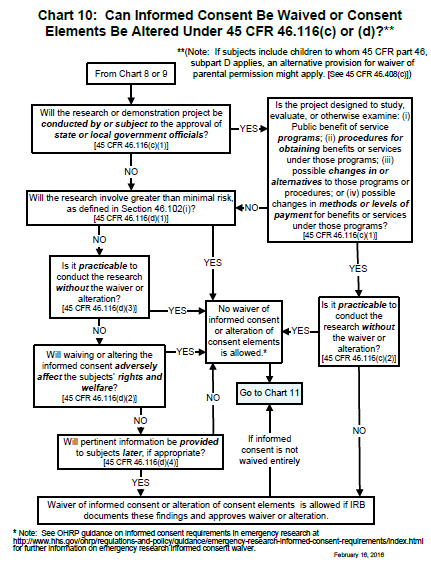 Chart 10: Can Informed Consent Be Waived or Consent
Elements Be Altered Under 45 CFR 46.116(c) or (d)?**
**(Note: If subjects include children to whom 45 CFR part 46,
subpart D applies, an alternative provision for waiver of
parental permission might apply. [See 45 CFR 46.408(c)])
From Chart 8 or 9
Will the research or demonstration project be
conducted by or subject to the approval of
state or local government officials?
[45 CFR 46.116(c)(1)]
YES
Is the project designed to study,
evaluate, or otherwise examine: (i)
Public benefit of service
programs; (ii) procedures for
obtaining benefits or services
under those programs; (iii)
possible changes in or
alternatives to those programs or
procedures; or (iv) possible
changes in methods or levels of
payment for benefits or services
under those programs?
[45 CFR 46.116(c)(1)]
NO
NO
Will the research involve greater than minimal risk,
as defined in Section 46.102(i)?
[45 CFR 46.116(d)(1)]
NO
YES
YES
Is it practicable to
conduct the research
without the waiver or
alteration?
[45 CFR 46.116(d)(3)]
YES
No waiver of
informed consent
or alteration of
consent elements
is allowed.*
YES
Is it practicable to
conduct the
research without
the waiver or
alteration?
[45 CFR 46.116(c)(2)]
NO
Will waiving or altering the
informed consent adversely
affect the subjects' rights and
welfare?
[45 CFR 46.116(d)(2)]
YES
Go to Chart 11
NO
NO
NO
Will pertinent information be provided
to subjects later, if appropriate?
[45 CFR 46.116(d)(4)]
If informed
consent is not
waived entirely
YES
Waiver of informed consent or alteration of consent elements is allowed if IRB
documents these findings and approves waiver or alteration.
* Note: See OHRP guidance on informed consent requirements in emergency research at
http://www.hhs.gov/ohrp/regulations-and-policy/guidance/emergency-research-informed-consent-requirements/index.html
for further information on emergency research informed consent waiver.
February 16, 2016